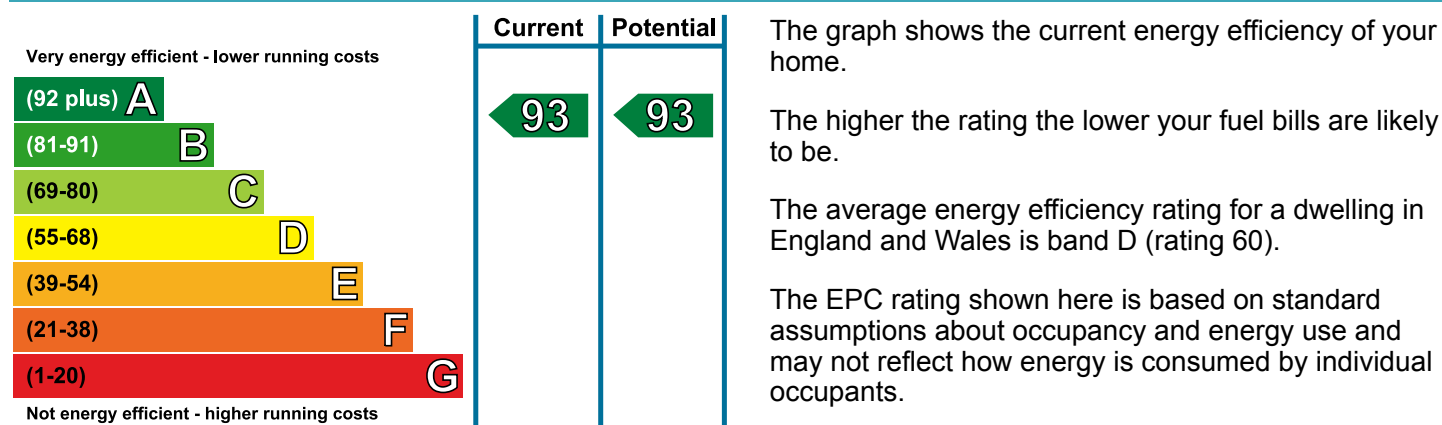 Current Potential
Very energy efficient - lower running costs
(92 plus) A
93 93
(81-91) B
(69-80) C
(55-68) D
(39-54) E
(21-38) F
(1-20) G
Not energy efficient - higher running costs
The graph shows the current energy efficiency of your
home.
The higher the rating the lower your fuel bills are likely
to be.
The average energy efficiency rating for a dwelling in
England and Wales is band D (rating 60).
The EPC rating shown here is based on standard
assumptions about occupancy and energy use and
may not reflect how energy is consumed by individual
occupants.